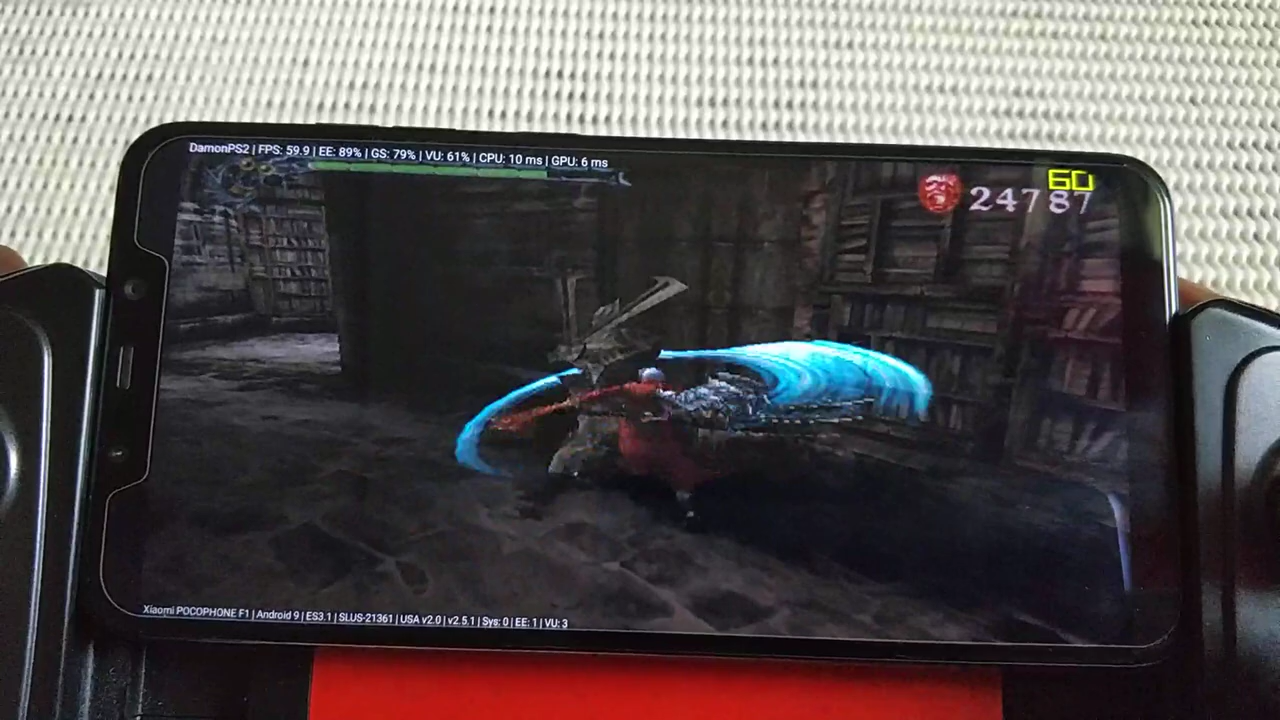 DamonPS2 | FPS: 59.9 | EE: 89% | GS: 79% | VU: 61% | CPU: 10 ms | GPU: 6 ms
60
24787
Xiaomi POCOPHONE F1 | Android 9 | ES3.1 | SLUS-21361 | USA v2.0 | v2.5.1 | Sys: 0 | EE: 1 | VU: 3